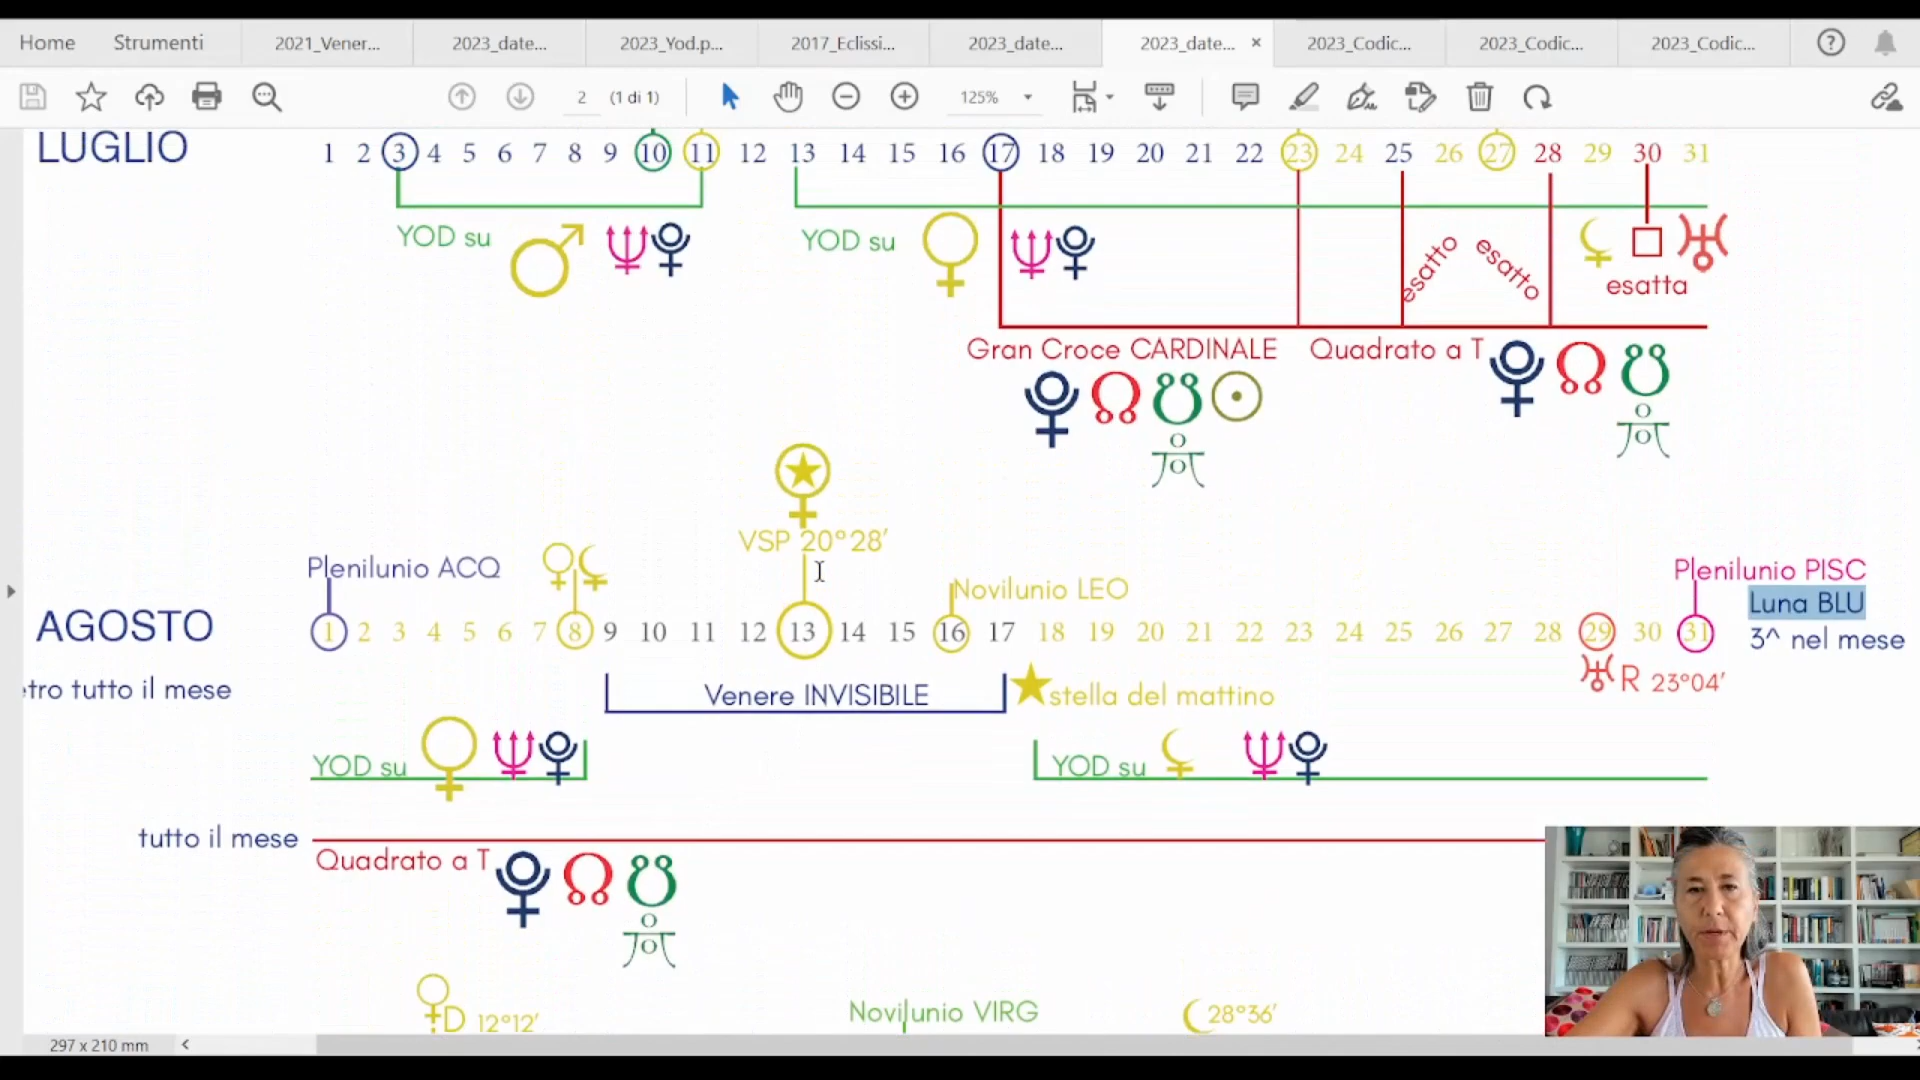 Home Strumenti 2021_Vener... 2023_date... 2023_Yod.p... 2017_Eclissi... 2023_date... 2023_date... × 2023_Codic... 2023_Codic... 2023_Codic...
2 (1 di 1) 125%
LUGLIO 1 2 3 4 5 6 7 8 9 10 11 12 13 14 15 16 17 18 19 20 21 22 23 24 25 26 27 28 29 30 31
YOD su YOD su esatto esatto esatta
Gran Croce CARDINALE Quadrato a T
VSP 20°28'
Plenilunio ACQ Novilunio LEO Plenilunio PISC
Luna BLU
AGOSTO 1 2 3 4 5 6 7 8 9 10 11 12 13 14 15 16 17 18 19 20 21 22 23 24 25 26 27 28 29 30 31 3^ nel mese
tro tutto il mese Venere INVISIBILE stella del mattino R 23°04'
YOD su YOD su
tutto il mese
Quadrato a T
D 12°12' Novilunio VIRG 28°36'
297 x 210 mm